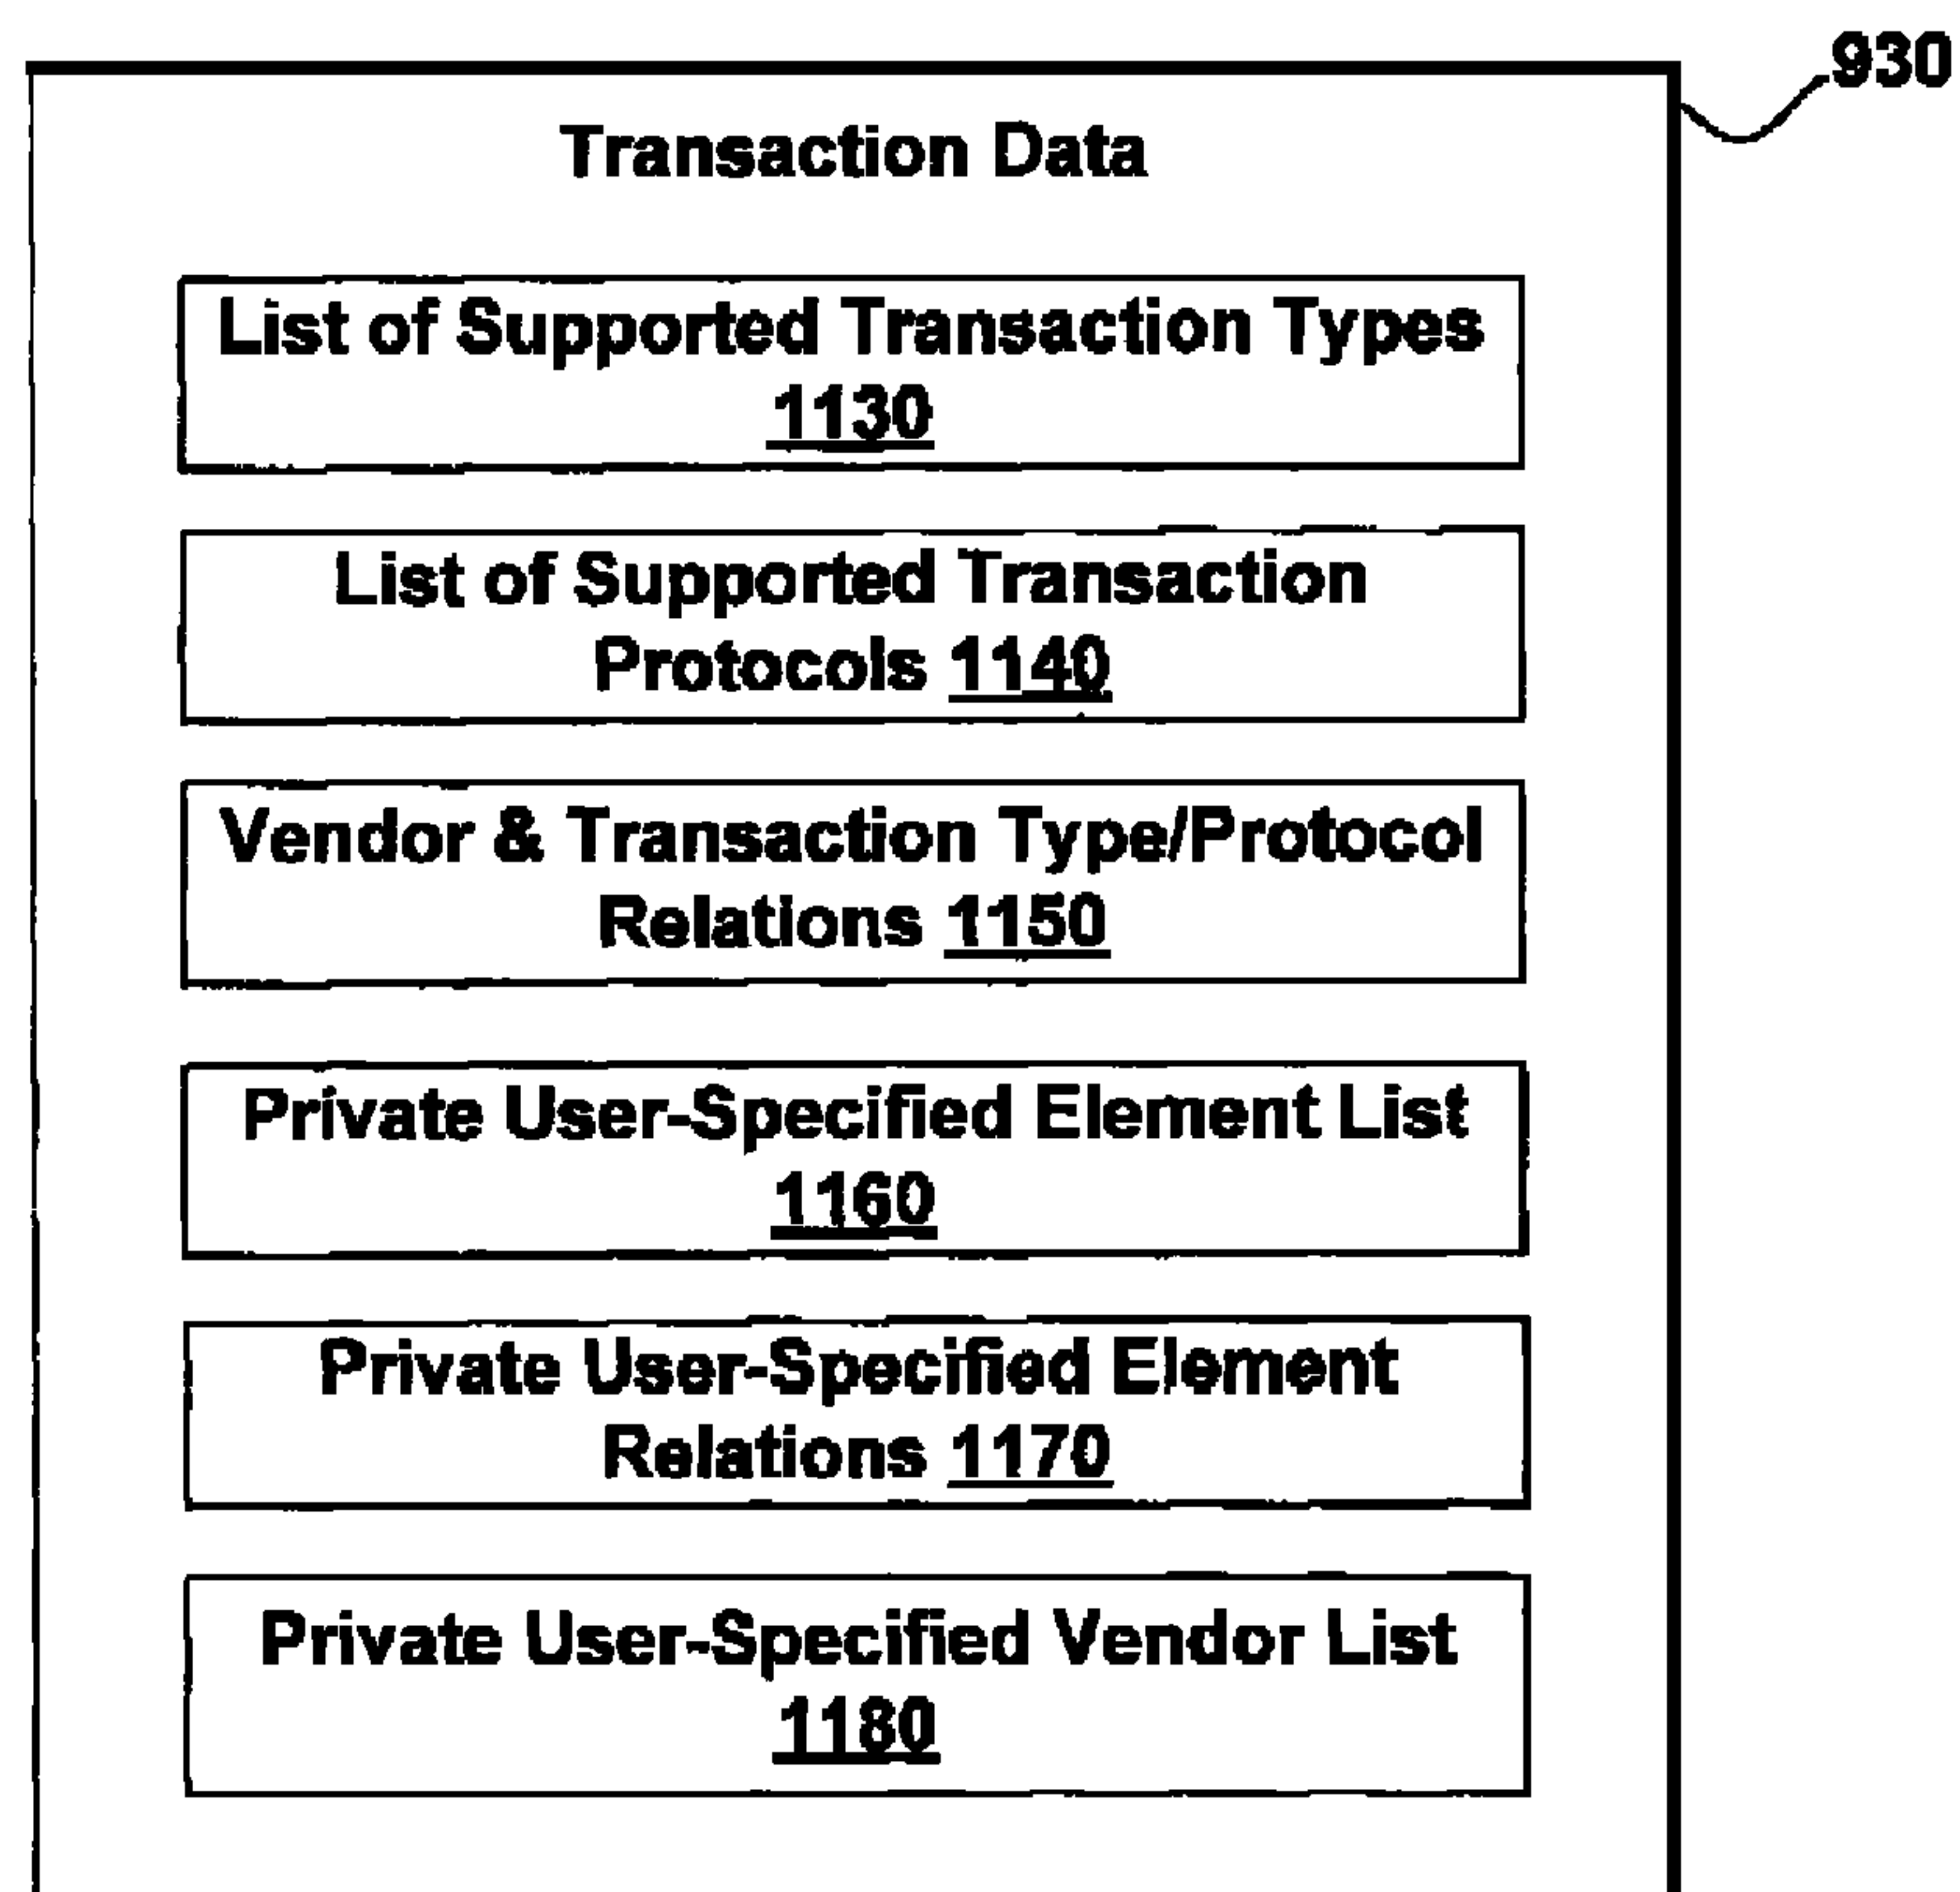 930
Transaction Data
List of Supported Transaction Types
1130
List of Supported Transaction
Protocols 1140
Vendor & Transaction Type/Protocol
Relations 1150
Private User-Specified Element List
1160
Private User-Specified Element
Relations 1170
Private User-Specified Vendor List
1180